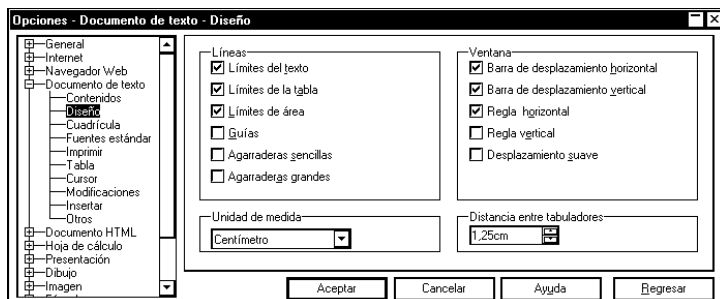 Opciones - Documento de texto - Diseño
General
Internet
Navegador Web
Documento de texto
Contenidos
Diseño
Cuadrícula
Fuentes estándar
Imprimir
Tabla
Cursor
Modificaciones
Insertar
Otros
Documento HTML
Hoja de cálculo
Presentación
Dibujo
Imagen
Líneas
Límites del texto
Límites de la tabla
Límites de área
Guías
Agarraderas sencillas
Agarraderas grandes
Ventana
Barra de desplazamiento horizontal
Barra de desplazamiento vertical
Regla horizontal
Regla vertical
Desplazamiento suave
Unidad de medida
Centímetro
Distancia entre tabuladores
1,25cm
Aceptar
Cancelar
Ayuda
Regresar